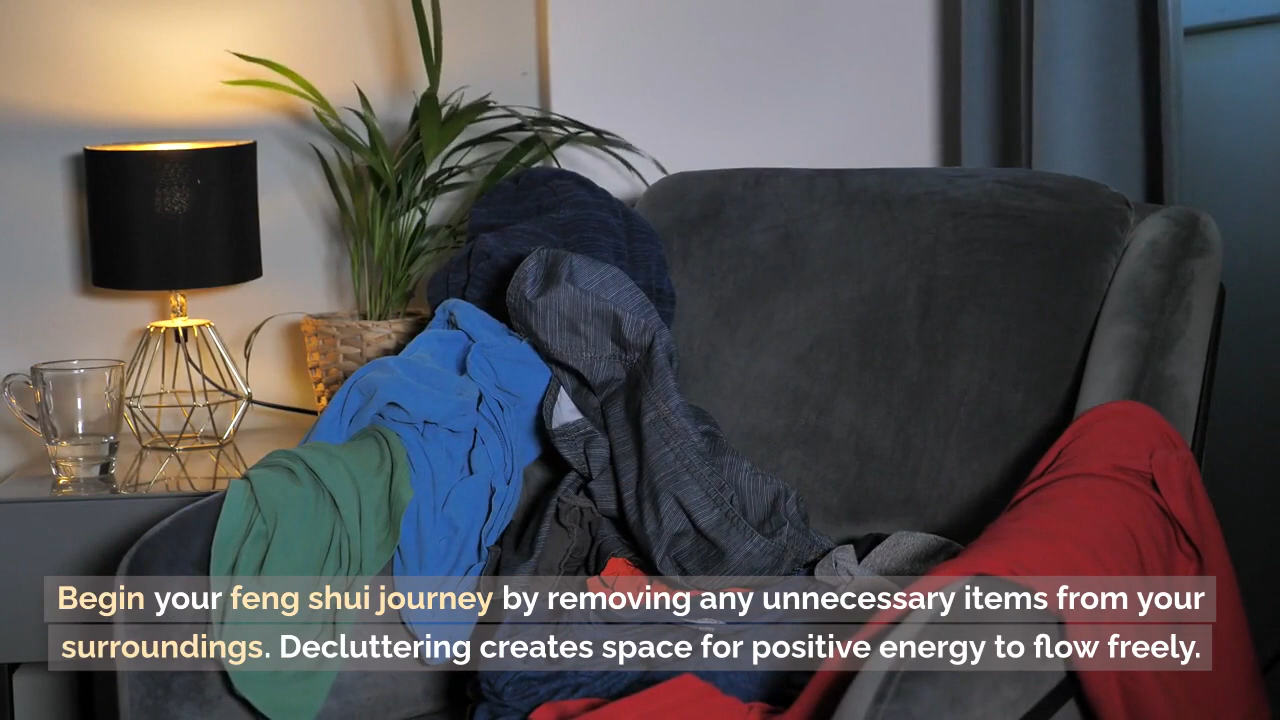 Begin your feng shui journey by removing any unnecessary items from your
surroundings. Decluttering creates space for positive energy to flow freely.